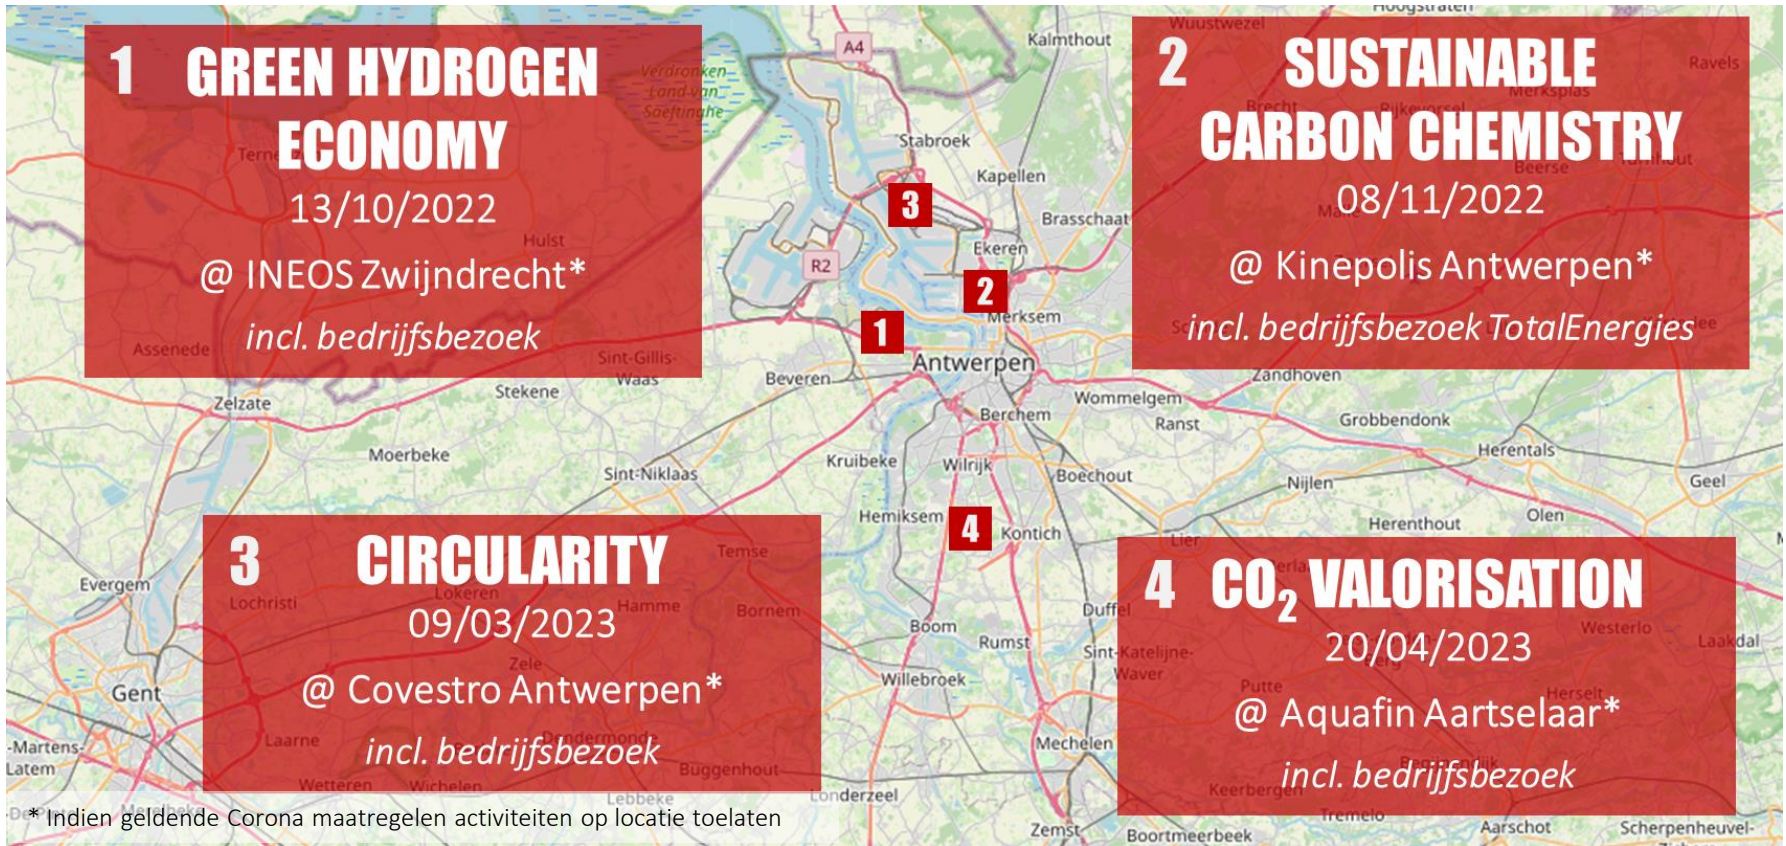 1 GREEN HYDROGEN
ECONOMY
13/10/2022
@ INEOS Zwijndrecht*
incl. bedrijfsbezoek
2 SUSTAINABLE
CARBON CHEMISTRY
08/11/2022
@ Kinepolis Antwerpen*
incl. bedrijfsbezoek TotalEnergies
3 CIRCULARITY
09/03/2023
@ Covestro Antwerpen*
incl. bedrijfsbezoek
4 CO₂ VALORISATION
20/04/2023
@ Aquafin Aartselaar*
incl. bedrijfsbezoek
* Indien geldende Corona maatregelen activiteiten op locatie toelaten
Hoogstraten
Wuustwezel
Kalmthout
A4
Ravels
Verdronken
Land van
Saeftinghe
Merksplas
Brecht
Rijkevorsel
Stabroek
Beerse
Turnhout
Kapellen
3
Brasschaat
Hulst
Ekeren
R2
2
Merksem
1
Assenede
Sint-Gillis-
Waas
Antwerpen
Beveren
Zandhoven
Stekene
Zelzate
Wommelgem
Berchem
Ranst
Grobbendonk
Moerbeke
Herentals
Kruibeke
Wilrijk
Sint-Niklaas
Boechout
Nijlen
Geel
Hemiksem
4
Kontich
Herenthout
Olen
Lier
Temse
Evergem
Lochristi
Lokeren
Hamme
Bornem
Duffel
Boom
Rumst
Westerlo
Laakdal
Sint-Katelijne-
Waver
Zele
Gent
Willebroek
Putte
Herselt
Laarne
Dendermonde
Mechelen
-Martens-
Latem
Buggenhout
Wetteren
Wichelen
Keerbergen
Lebbeke
Londerzeel
Merelbeke
Tremelo
Zemst
Boortmeerbeek
Aarschot
Scherpenheuvel-